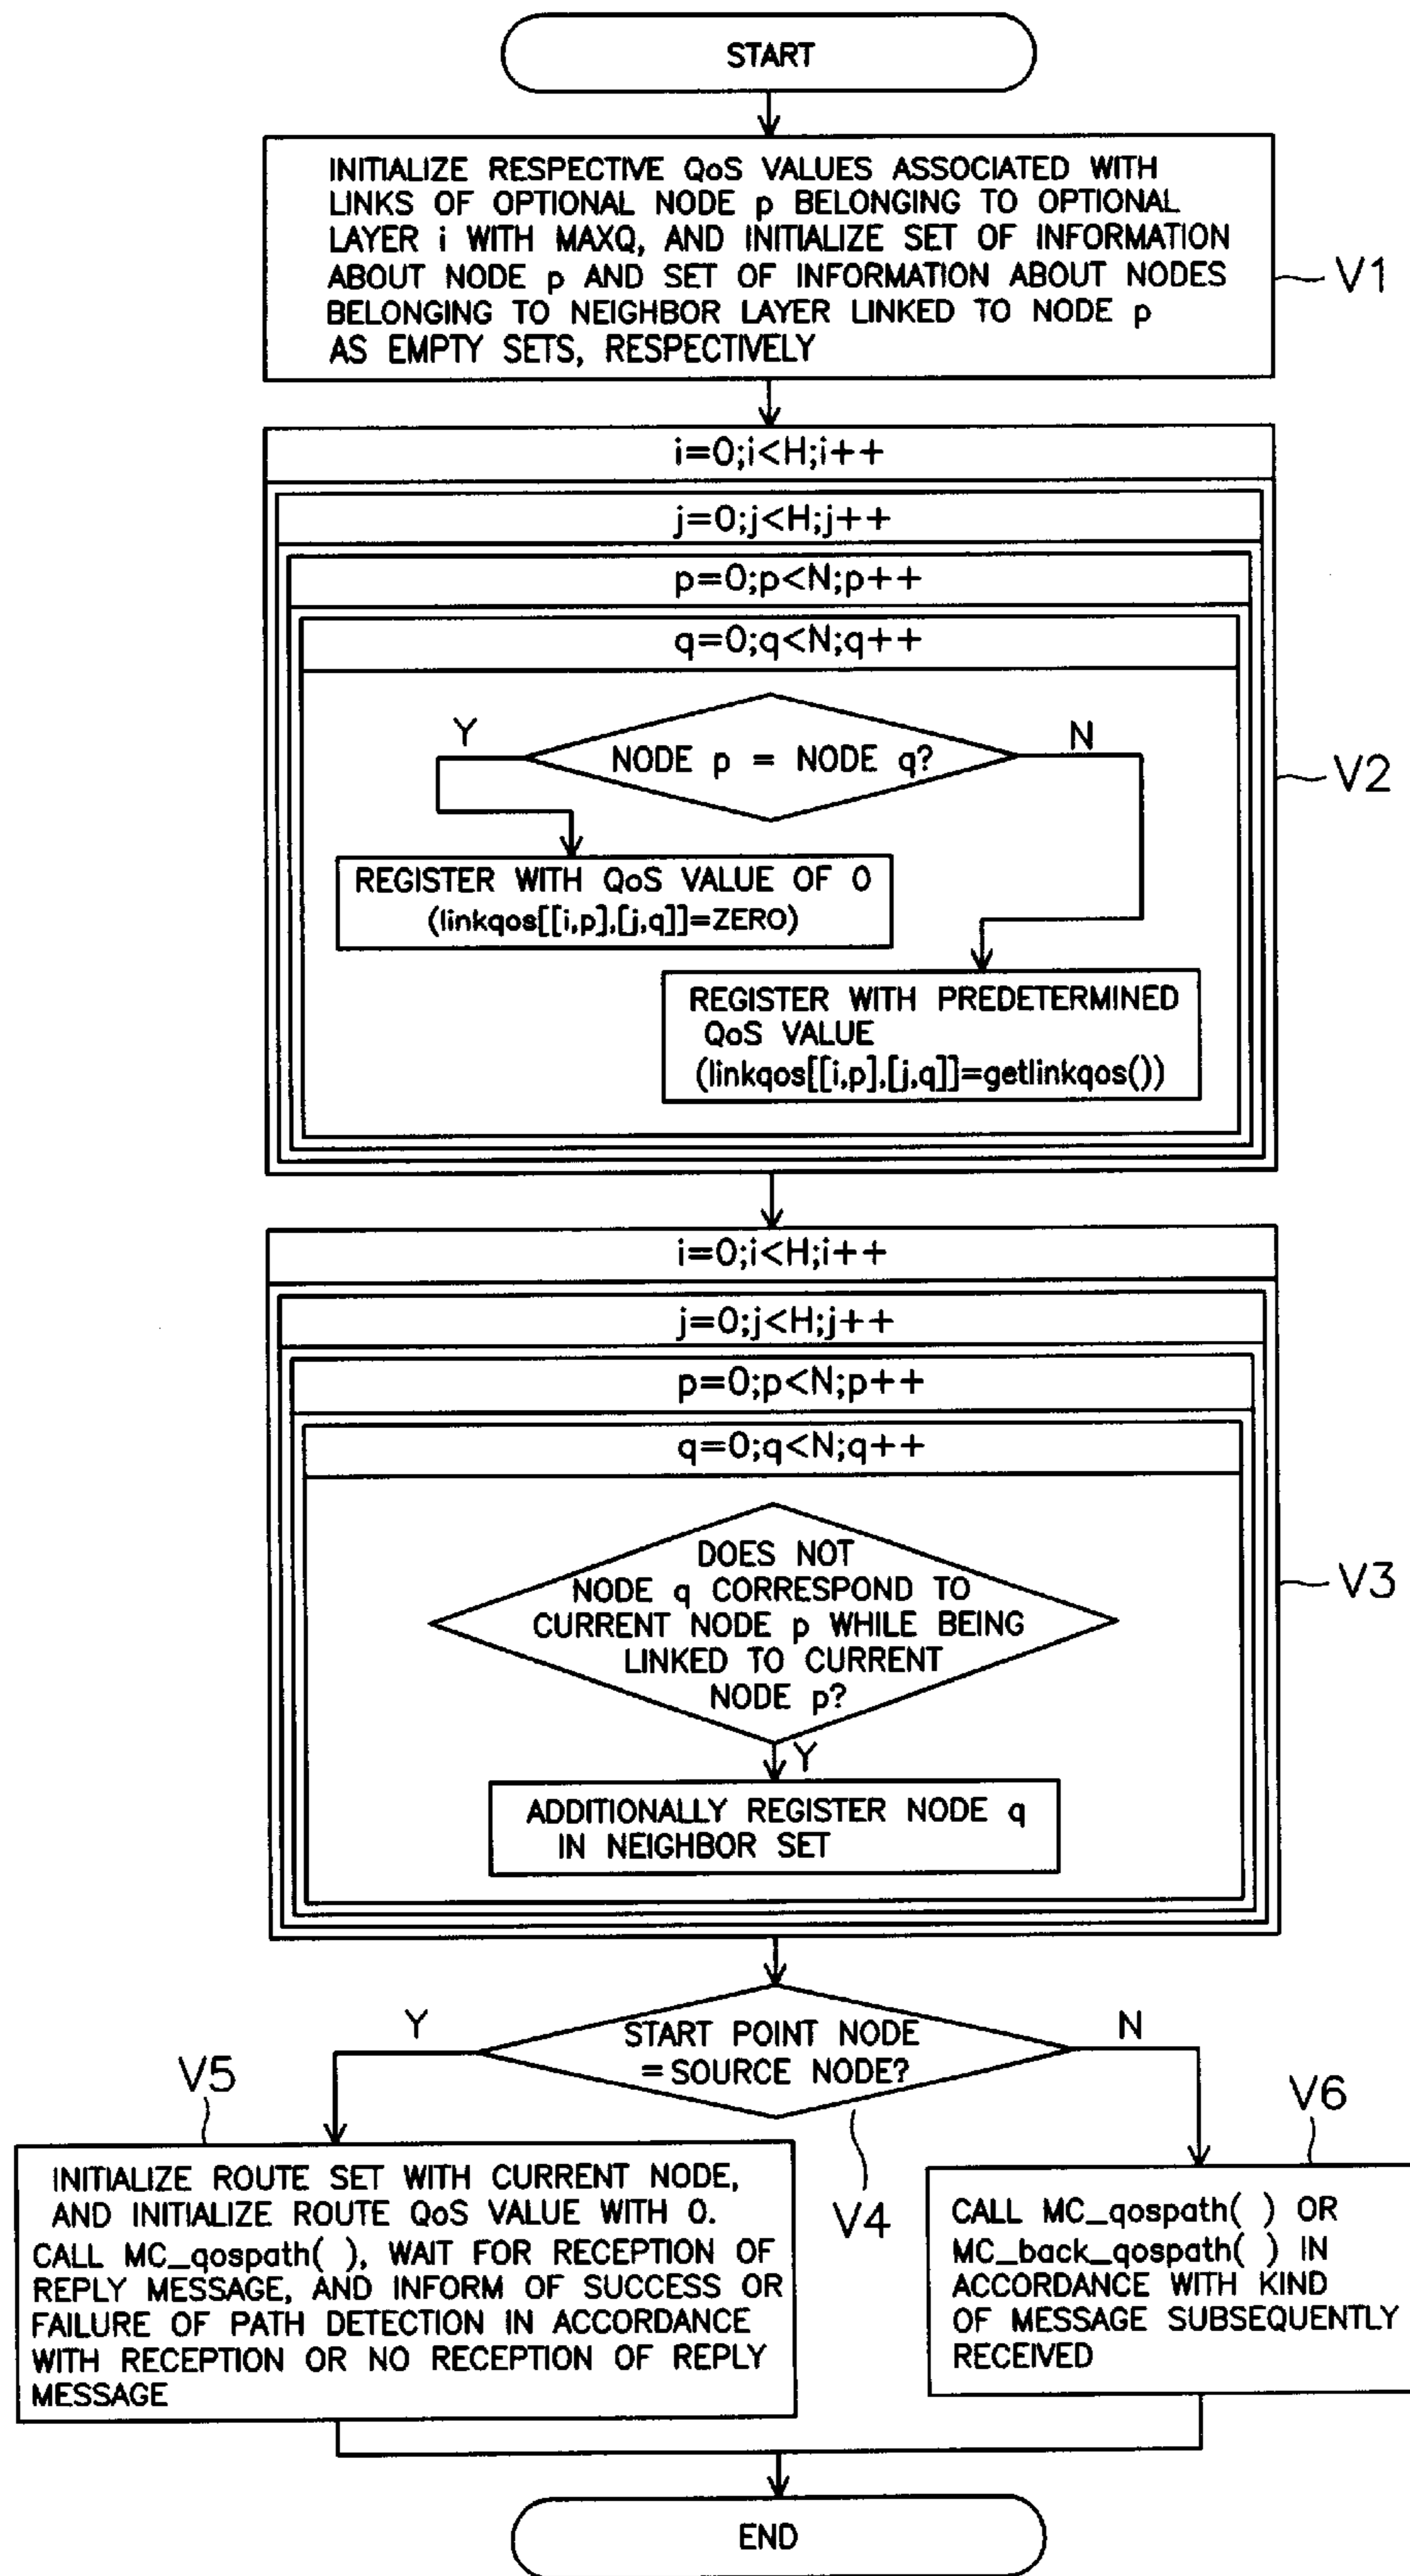 START
INITIALIZE RESPECTIVE QoS VALUES ASSOCIATED WITH
LINKS OF OPTIONAL NODE p BELONGING TO OPTIONAL
LAYER i WITH MAXQ, AND INITIALIZE SET OF INFORMATION
ABOUT NODE p AND SET OF INFORMATION ABOUT NODES
BELONGING TO NEIGHBOR LAYER LINKED TO NODE p
AS EMPTY SETS, RESPECTIVELY
V1
i=0;i<H;i++
j=0;j<H;j++
p=0;p<N;p++
q=0;q<N;q++
Y
NODE p = NODE q?
N
V2
REGISTER WITH QoS VALUE OF 0
(linkqos[[i,p],[j,q]]=ZERO)
REGISTER WITH PREDETERMINED
QoS VALUE
(linkqos[[i,p],[j,q]]=getlinkqos())
i=0;i<H;i++
j=0;j<H;j++
p=0;p<N;p++
q=0;q<N;q++
DOES NOT
NODE q CORRESPOND TO
CURRENT NODE p WHILE BEING
LINKED TO CURRENT
NODE p?
V3
Y
ADDITIONALLY REGISTER NODE q
IN NEIGHBOR SET
Y
START POINT NODE
=SOURCE NODE?
N
V4
V5
INITIALIZE ROUTE SET WITH CURRENT NODE,
AND INITIALIZE ROUTE QoS VALUE WITH 0.
CALL MC_qospath( ), WAIT FOR RECEPTION OF
REPLY MESSAGE, AND INFORM OF SUCCESS OR
FAILURE OF PATH DETECTION IN ACCORDANCE
WITH RECEPTION OR NO RECEPTION OF REPLY
MESSAGE
V6
CALL MC_qospath( ) OR
MC_back_qospath( ) IN
ACCORDANCE WITH KIND
OF MESSAGE SUBSEQUENTLY
RECEIVED
END